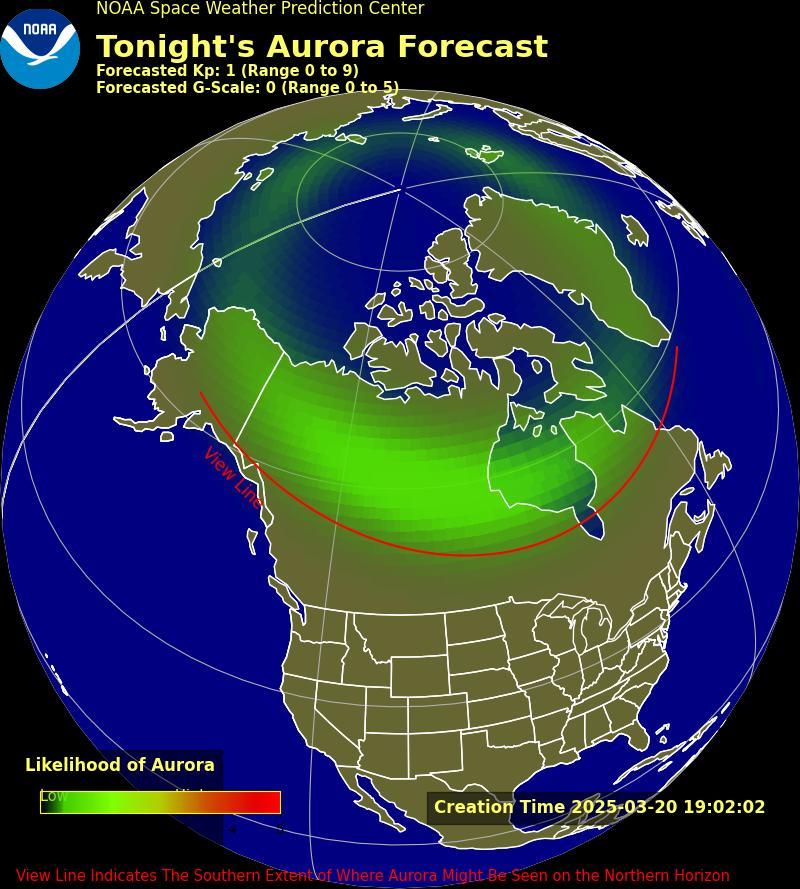 NOAA Space Weather Prediction Center
NOAA
Tonight's Aurora Forecast
Forecasted Kp: 1 (Range 0 to 9)
Forecasted G-Scale: 0 (Range 0 to 5)
View Line
Likelihood of Aurora
Low
4
Creation Time 2025-03-20 19:02:02
View Line Indicates The Southern Extent of Where Aurora Might Be Seen on the Northern Horizon